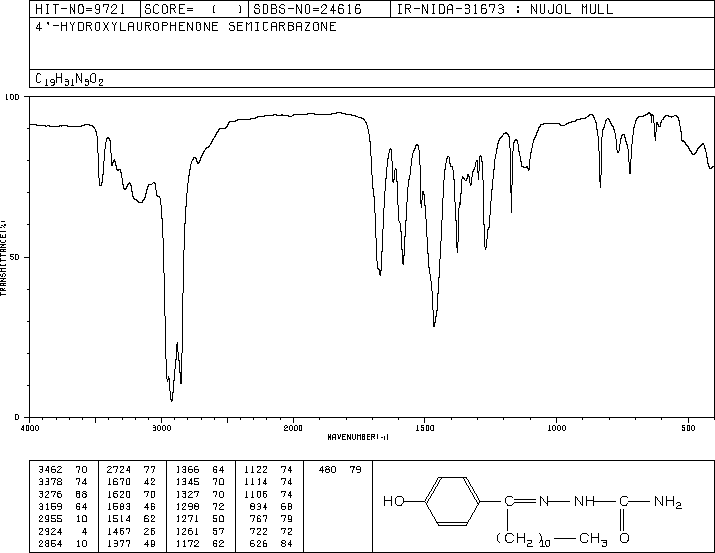 HIT-NO=9721 SCORE= ( ) SDBS-NO=24616 IR-NIDA-31673 : NUJOL MULL
4'-HYDROXYLAUROPHENONE SEMICARBAZONE
C19H31N3O2
100
50
0
TRANSMITTANCE(%)
4000 3000 2000 1500 1000 500
WAVENUMBER(-1)
3462 70 2724 77 1366 64 1122 74 480 79
3378 74 1670 42 1345 70 1114 74
3276 68 1620 70 1327 70 1106 74
3169 64 1583 46 1298 72 834 68
2955 10 1514 62 1271 50 767 79
2924 4 1467 26 1261 57 722 72
2854 10 1377 49 1172 62 626 84
HO C N NH C NH2
(CH2)10 CH3 O